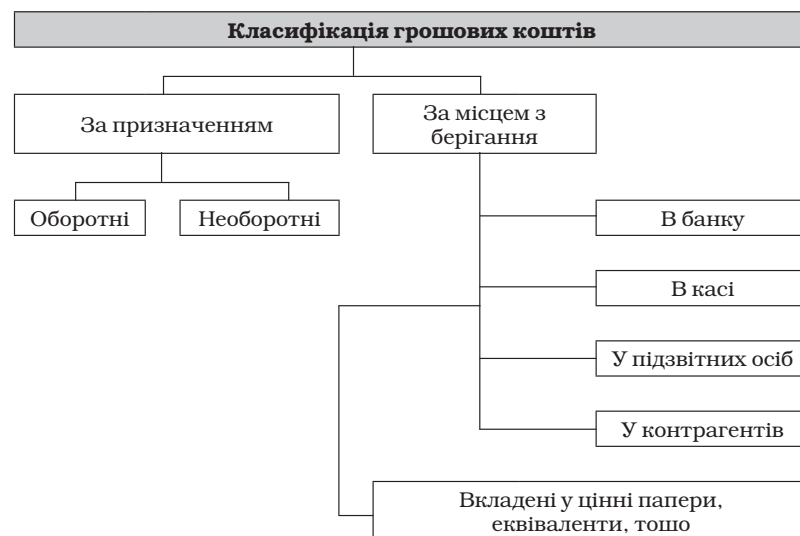 Класифікація грошових коштів
За призначенням
За місцем з
берігання
Оборотні
Необоротні
В банку
В касі
У підзвітних осіб
У контрагентів
Вкладені у цінні папери,
еквіваленти, тошо